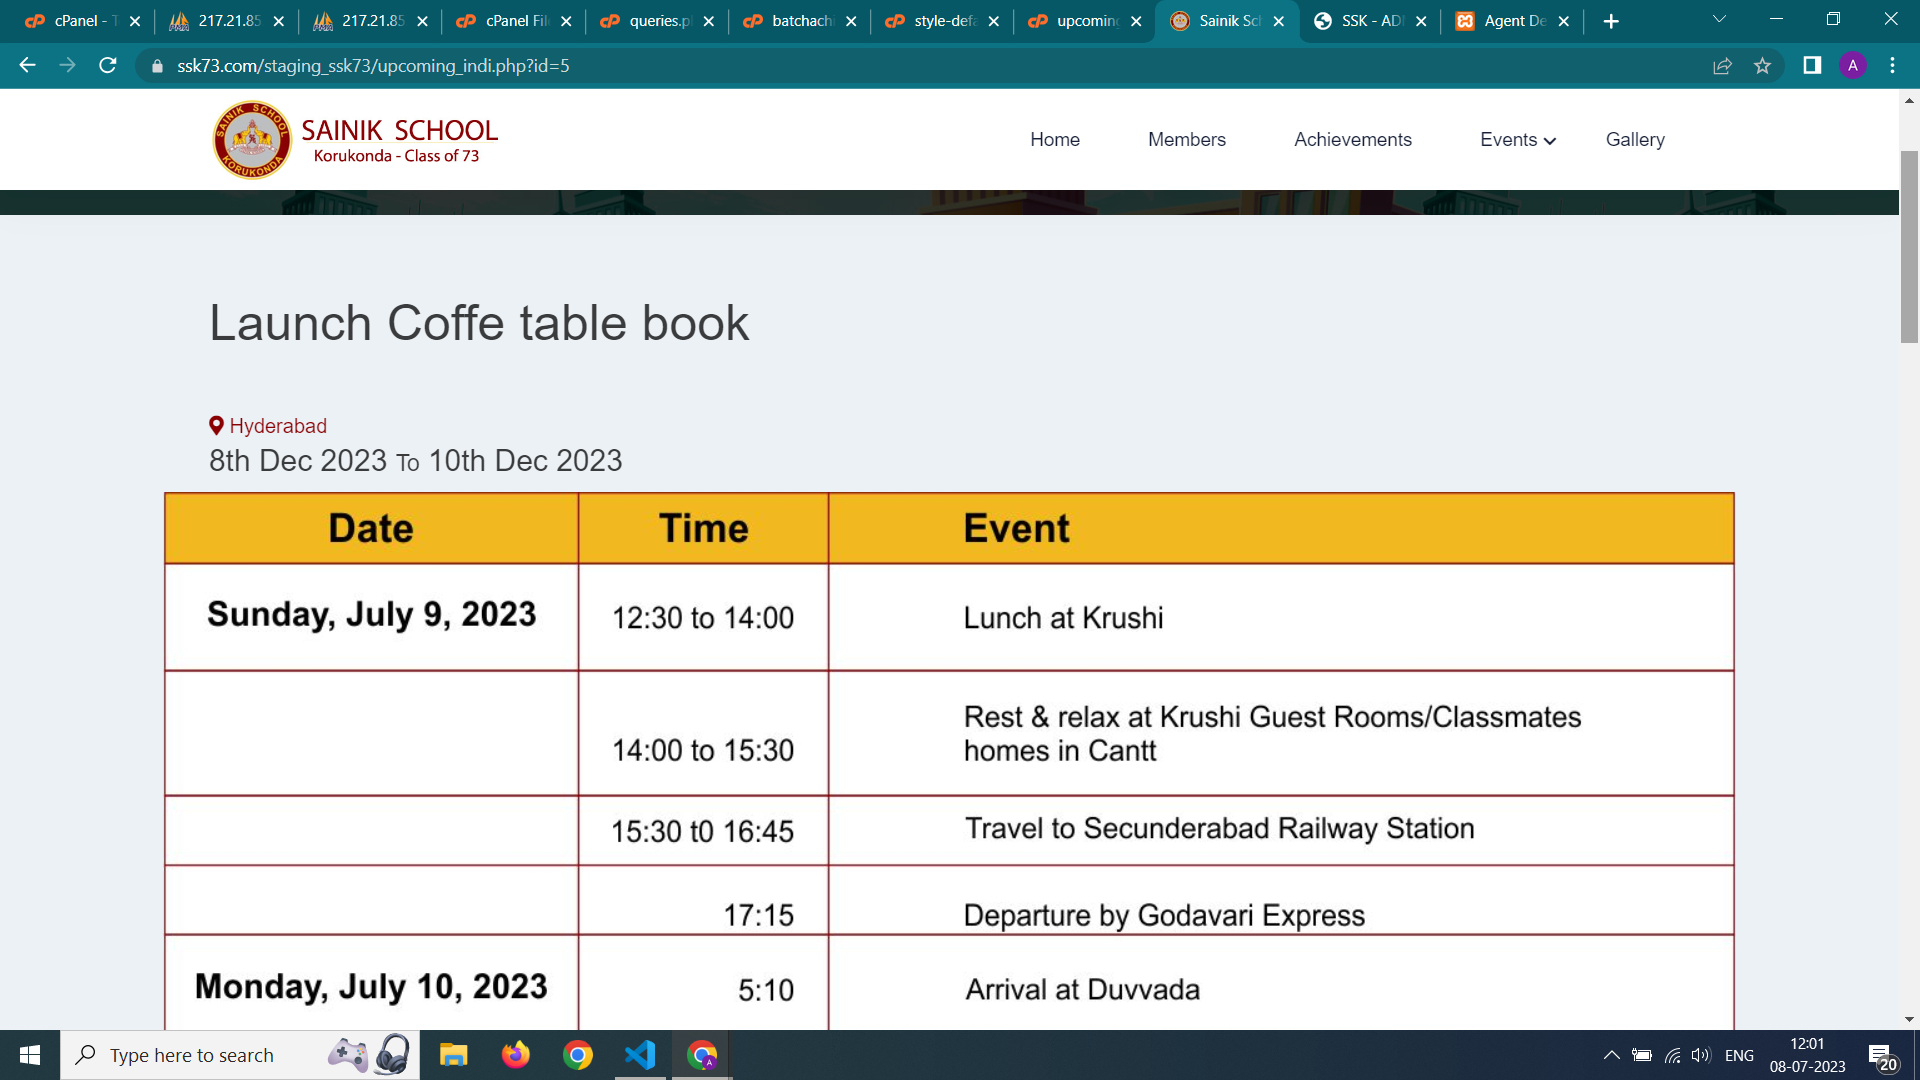 cPanel - T
217.21.85
217.21.85
cPanel Fil
queries.p
batchachi
style-defa
upcoming
Sainik Sch
SSK - AD
Agent De
ssk73.com/staging_ssk73/upcoming_indi.php?id=5
A
SAINIK SCHOOL
KORUKONDA
SAINIK SCHOOL
Korukonda - Class of 73
Home
Members
Achievements
Events
Gallery
Launch Coffe table book
Hyderabad
8th Dec 2023 To 10th Dec 2023
Date Time Event
Sunday, July 9, 2023 12:30 to 14:00 Lunch at Krushi
Rest & relax at Krushi Guest Rooms/Classmates
14:00 to 15:30 homes in Cantt
15:30 t0 16:45 Travel to Secunderabad Railway Station
17:15 Departure by Godavari Express
Monday, July 10, 2023 5:10 Arrival at Duvvada
Type here to search
ENG
12:01
08-07-2023
20